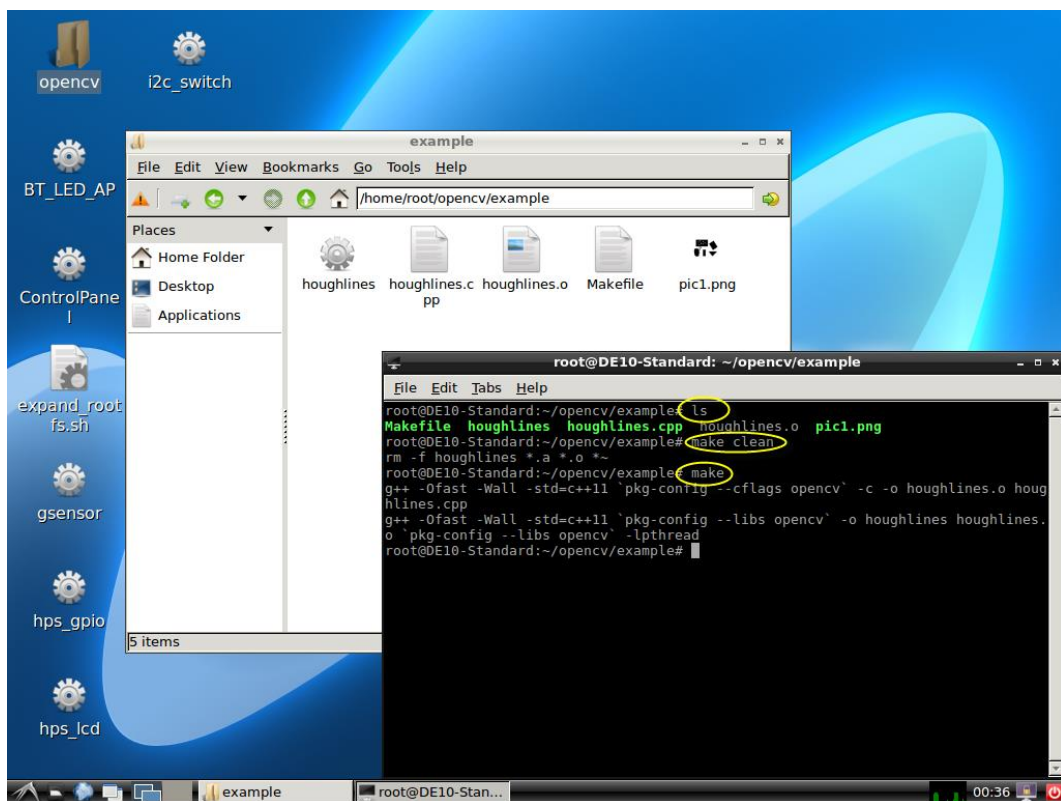 opencv
i2c_switch
BT_LED_AP
ControlPane
l
expand_root
fs.sh
gsensor
hps_gpio
hps_lcd
example
File Edit View Bookmarks Go Tools Help
/home/root/opencv/example
Places
Home Folder
Desktop
Applications
houghlines
houghlines.c
pp
houghlines.o
Makefile
pic1.png
5 items
root@DE10-Standard: ~/opencv/example
File Edit Tabs Help
root@DE10-Standard:~/opencv/example# ls
Makefile houghlines houghlines.cpp houghlines.o pic1.png
root@DE10-Standard:~/opencv/example# make clean
rm -f houghlines *.a *.o *~
root@DE10-Standard:~/opencv/example# make
g++ -Ofast -Wall -std=c++11 `pkg-config --cflags opencv` -c -o houghlines.o houg
hlines.cpp
g++ -Ofast -Wall -std=c++11 `pkg-config --libs opencv` -o houghlines houghlines.
o `pkg-config --libs opencv` -lpthread
root@DE10-Standard:~/opencv/example#
example
root@DE10-Stan...
00:36